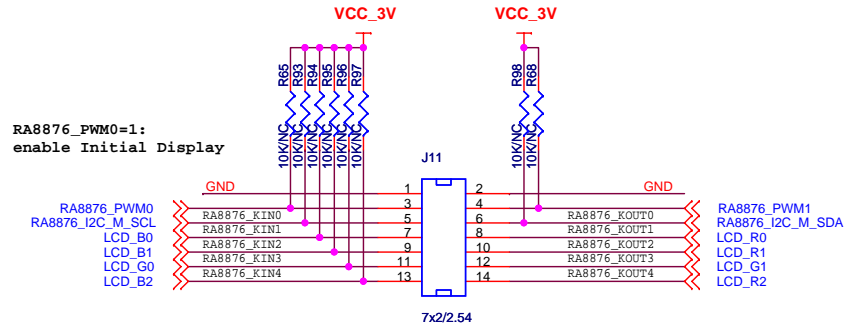 VCC_3V
VCC_3V
R65
R93
R94
R95
R96
R97
R98
R68
10K/NC
10K/NC
10K/NC
10K/NC
10K/NC
10K/NC
10K/NC
10K/NC
RA8876_PWM0=1:
enable Initial Display
J11
GND
1
2
GND
RA8876_PWM0
3
4
RA8876_PWM1
RA8876_I2C_M_SCL
RA8876_KIN0
5
6
RA8876_KOUT0
RA8876_I2C_M_SDA
LCD_B0
RA8876_KIN1
7
8
RA8876_KOUT1
LCD_R0
LCD_B1
RA8876_KIN2
9
10
RA8876_KOUT2
LCD_R1
LCD_G0
RA8876_KIN3
11
12
RA8876_KOUT3
LCD_G1
LCD_B2
RA8876_KIN4
13
14
RA8876_KOUT4
LCD_R2
7x2/2.54